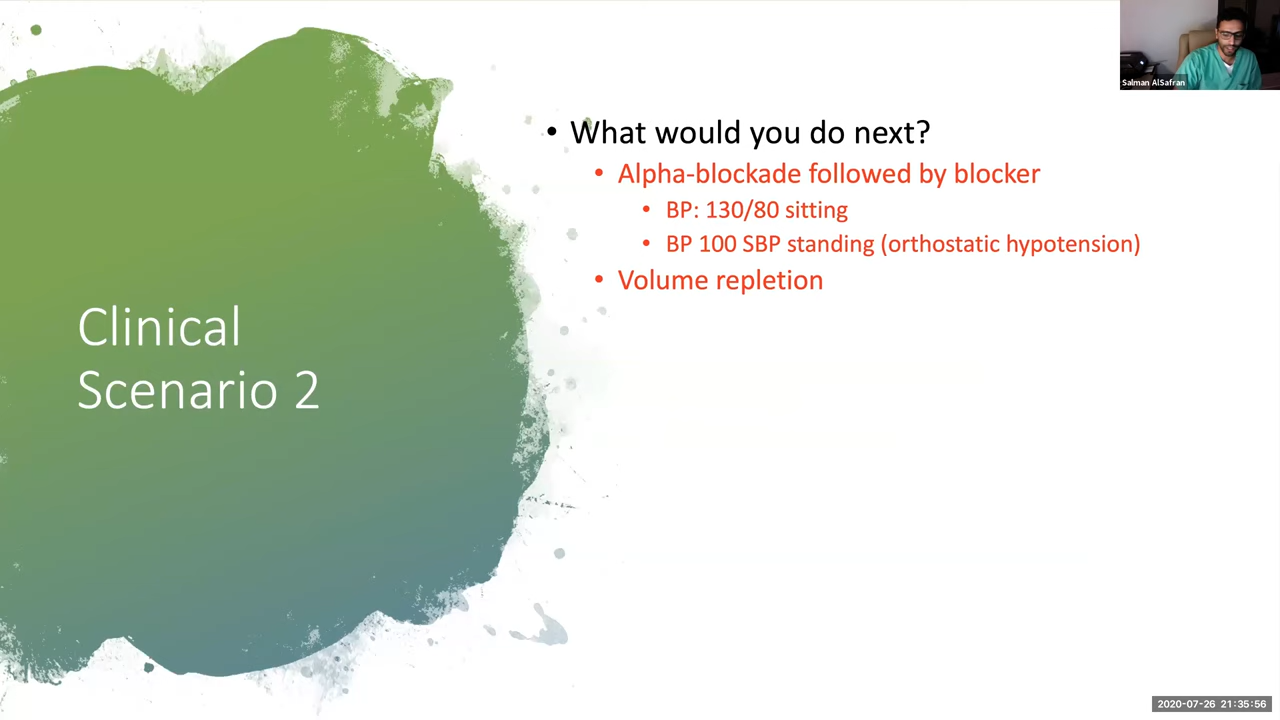 Salman AlSafran
• What would you do next?
• Alpha-blockade followed by blocker
• BP: 130/80 sitting
• BP 100 SBP standing (orthostatic hypotension)
• Volume repletion
Clinical
Scenario 2
2020-07-26 21:35:56